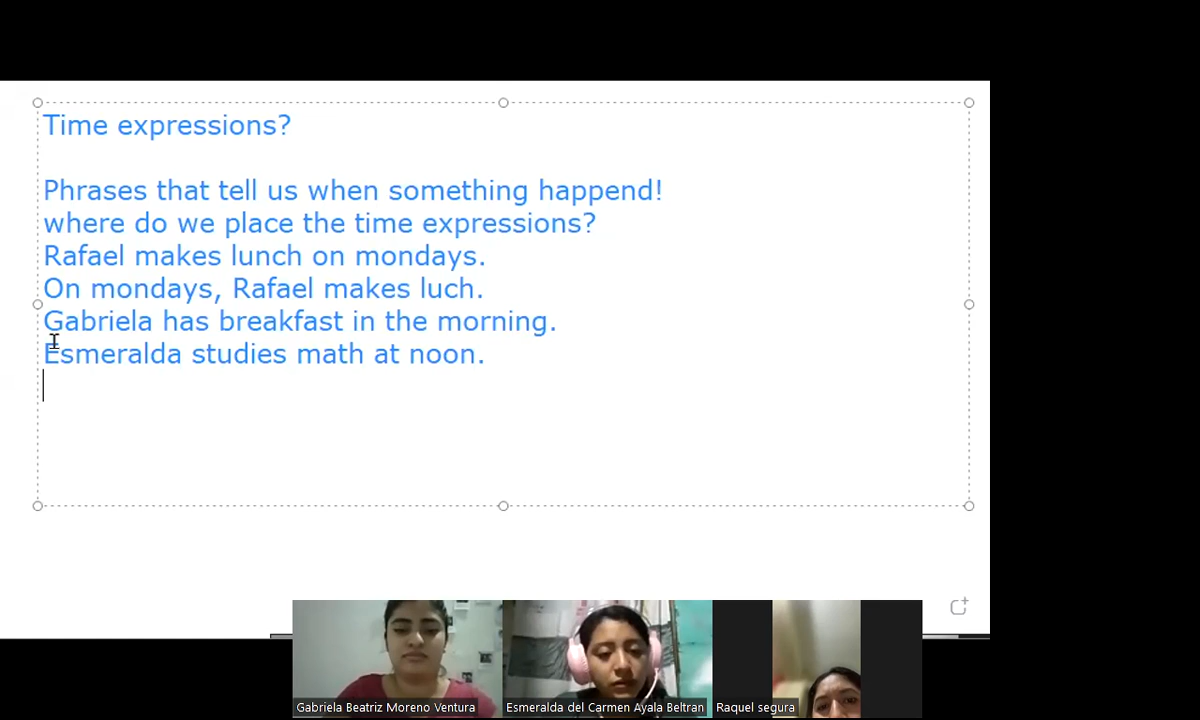 Time expressions?
Phrases that tell us when something happend!
where do we place the time expressions?
Rafael makes lunch on mondays.
On mondays, Rafael makes luch.
Gabriela has breakfast in the morning.
Esmeralda studies math at noon.
Gabriela Beatriz Moreno Ventura
Esmeralda del Carmen Ayala Beltran
Raquel segura